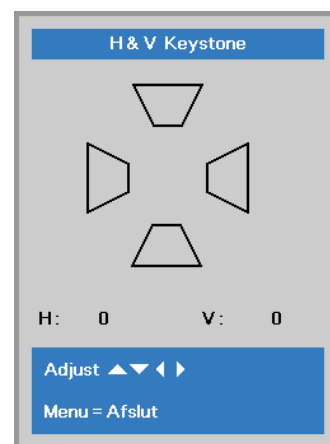 H & V Keystone
H: 0 V: 0
Adjust ▲▼◀▶
Menu = Afslut